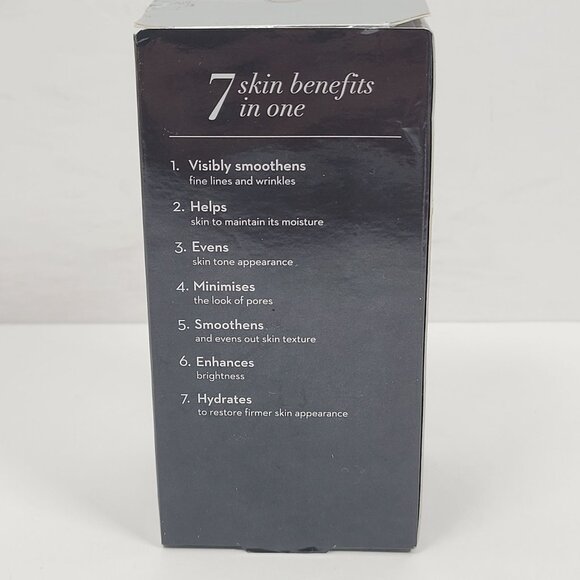 7 skin benefits
in one
1. Visibly smoothens
fine lines and wrinkles
2. Helps
skin to maintain its moisture
3. Evens
skin tone appearance
4. Minimises
the look of pores
5. Smoothens
and evens out skin texture
6. Enhances
brightness
7. Hydrates
to restore firmer skin appearance